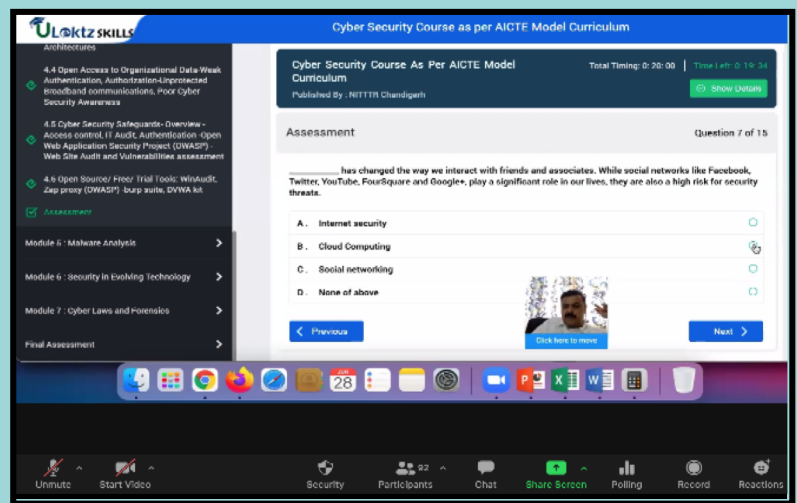 ULektz SKILLS
Cyber Security Course as per AICTE Model Curriculum
Architectures
4.4 Open Access to Organizational Data-Weak
Authentication, Authorization-Unprotected
Broadband communications, Poor Cyber
Security Awareness
4.5 Cyber Security Safeguards- Overview -
Access control, IT Audit, Authentication -Open
Web Application Security Project (OWASP) -
Web Site Audit and Vulnerabilities assessment
4.6 Open Source/ Free/ Trial Tools: WinAudit,
Zap proxy (OWASP) -burp suite, DVWA kit
Assessment
Module 5 : Malware Analysis
Module 6 : Security in Evolving Technology
Module 7 : Cyber Laws and Forensics
Final Assessment
Cyber Security Course As Per AICTE Model
Curriculum
Published By : NITTTR Chandigarh
Total Timing: 0: 20: 00
Time Left: 0: 19: 34
Show Details
Assessment
Question 7 of 15
__________ has changed the way we interact with friends and associates. While social networks like Facebook,
Twitter, YouTube, FourSquare and Google+, play a significant role in our lives, they are also a high risk for security
threats.
A . Internet security
B . Cloud Computing
C . Social networking
D . None of above
Previous
Click here to move
Next
JUN
28
Unmute
Start Video
Security
92
Participants
Chat
Share Screen
Polling
Record
Reactions